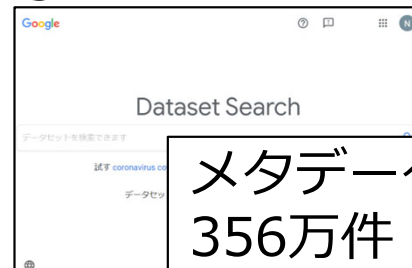 Google
N
Dataset Search
データセットを検索できます
試す coronavirus co
データセッ
メタデー
356万件